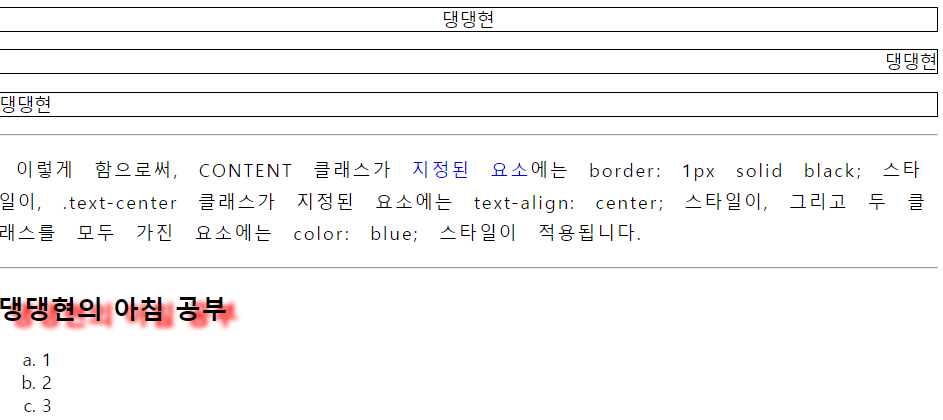 댕댕현
댕댕현
댕댕현
이렇게 함으로써, CONTENT 클래스가 지정된 요소에는 border: 1px solid black; 스타
일이, .text-center 클래스가 지정된 요소에는 text-align: center; 스타일이, 그리고 두 클
래스를 모두 가진 요소에는 color: blue; 스타일이 적용됩니다.
댕댕현의 아침 공부
a. 1
b. 2
c. 3